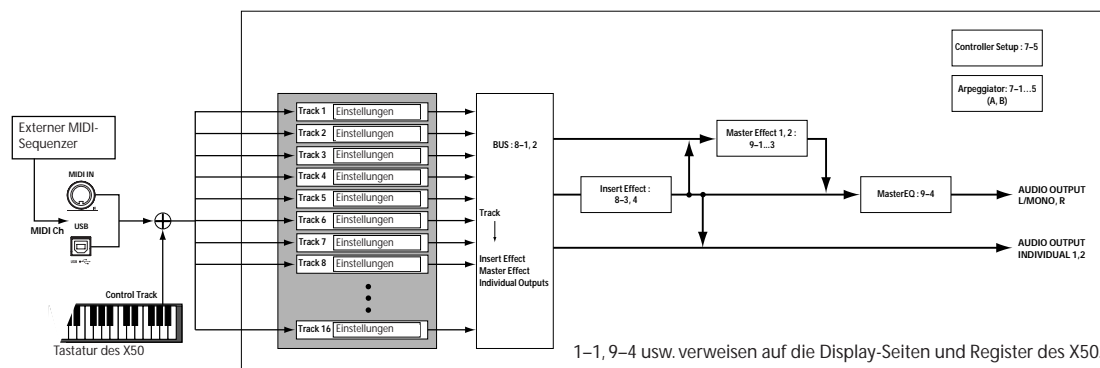 Controller Setup : 7–5
Arpeggiator: 7–1...5
(A, B)
Externer MIDI-
Sequenzer
MIDI IN
MIDI Ch
USB
Control Track
Tastatur des X50
Track 1 Einstellungen
Track 2 Einstellungen
Track 3 Einstellungen
Track 4 Einstellungen
Track 5 Einstellungen
Track 6 Einstellungen
Track 7 Einstellungen
Track 8 Einstellungen
Track 16 Einstellungen
BUS : 8–1, 2
Track
Insert Effect
Master Effect
Individual Outputs
Insert Effect :
8–3, 4
Master Effect 1, 2 :
9–1...3
MasterEQ : 9–4
AUDIO OUTPUT
L/MONO, R
AUDIO OUTPUT
INDIVIDUAL 1,2
1–1, 9–4 usw. verweisen auf die Display-Seiten und Register des X50.